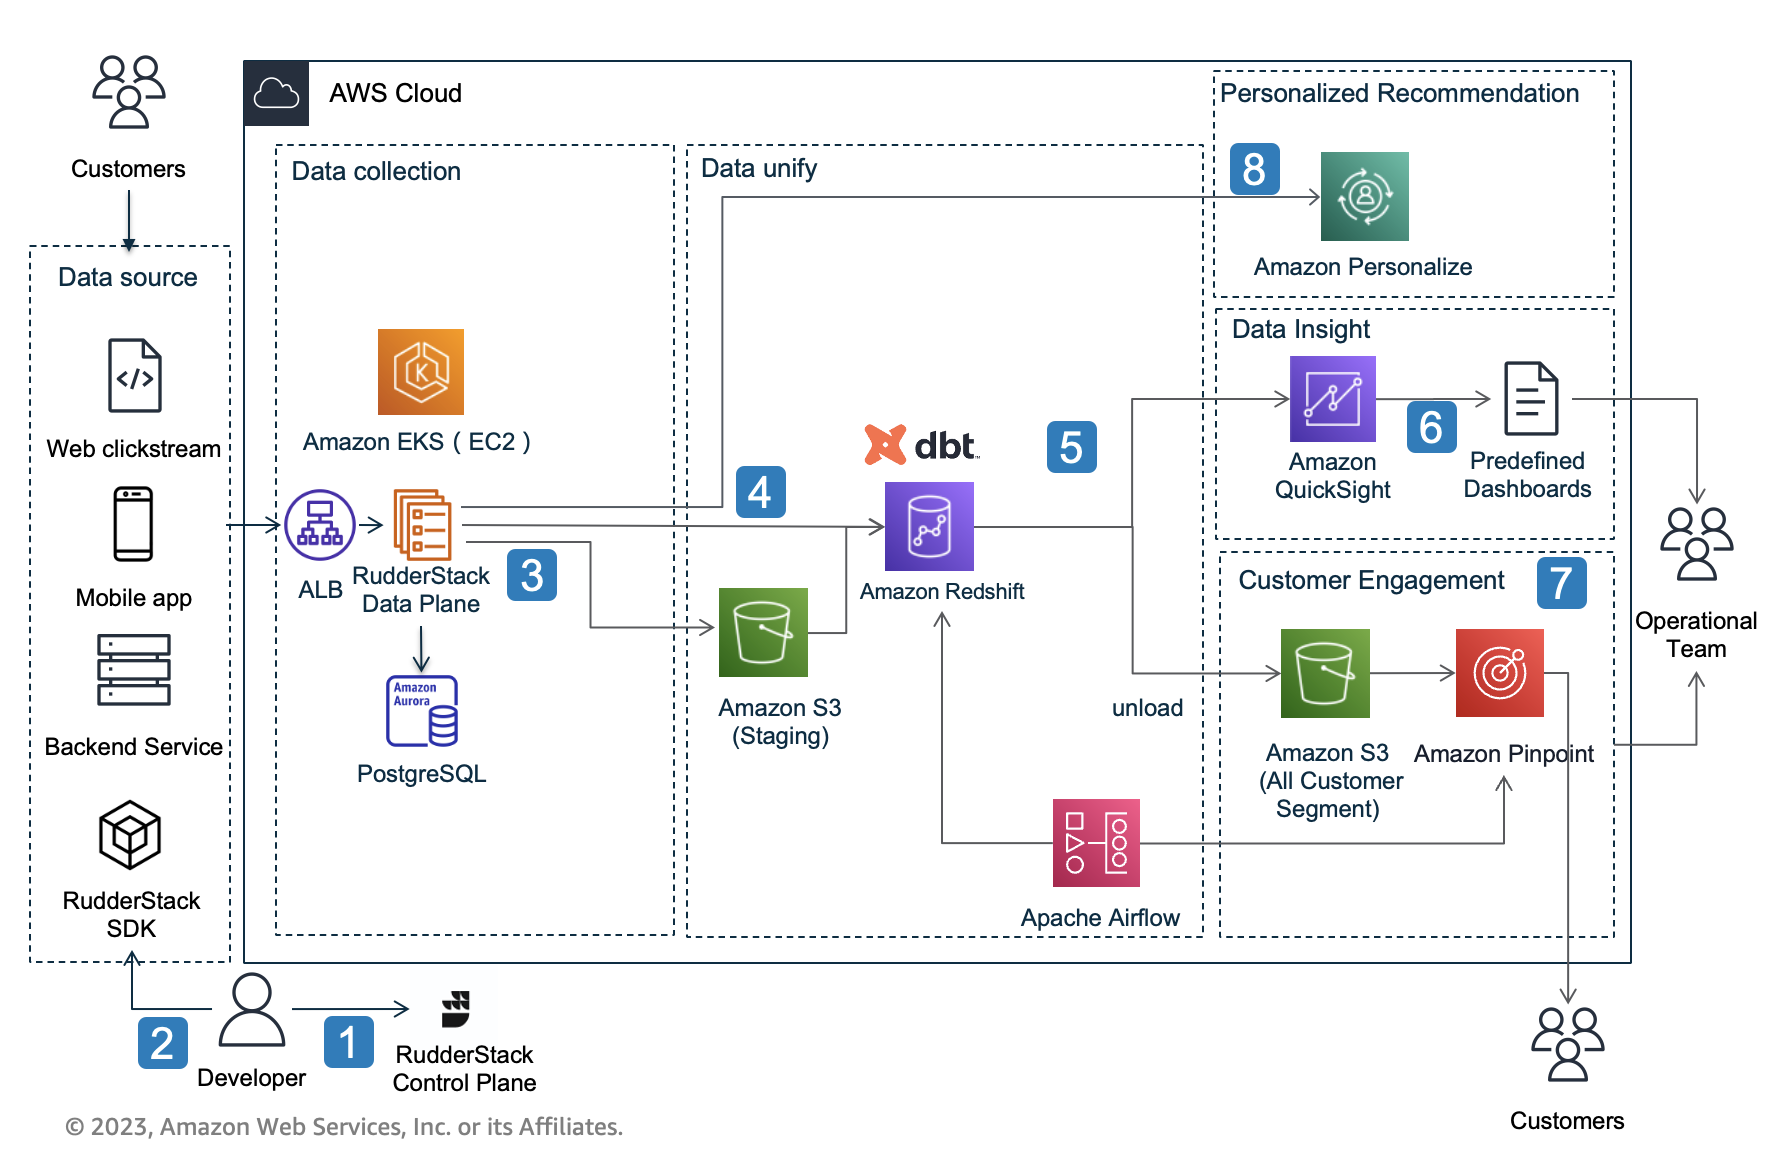 Customers
AWS Cloud
Personalized Recommendation
8
Amazon Personalize
Data source
Web clickstream
Mobile app
Backend Service
RudderStack
SDK
Data collection
Amazon EKS ( EC2 )
K
ALB
RudderStack
Data Plane
3
Amazon
Aurora
PostgreSQL
Data unify
4
dbt
5
Amazon Redshift
Amazon S3
(Staging)
unload
Apache Airflow
Data Insight
Amazon
QuickSight
6
Predefined
Dashboards
Customer Engagement
7
Amazon S3
(All Customer
Segment)
Amazon Pinpoint
Operational
Team
Customers
2
Developer
1
RudderStack
Control Plane
© 2023, Amazon Web Services, Inc. or its Affiliates.